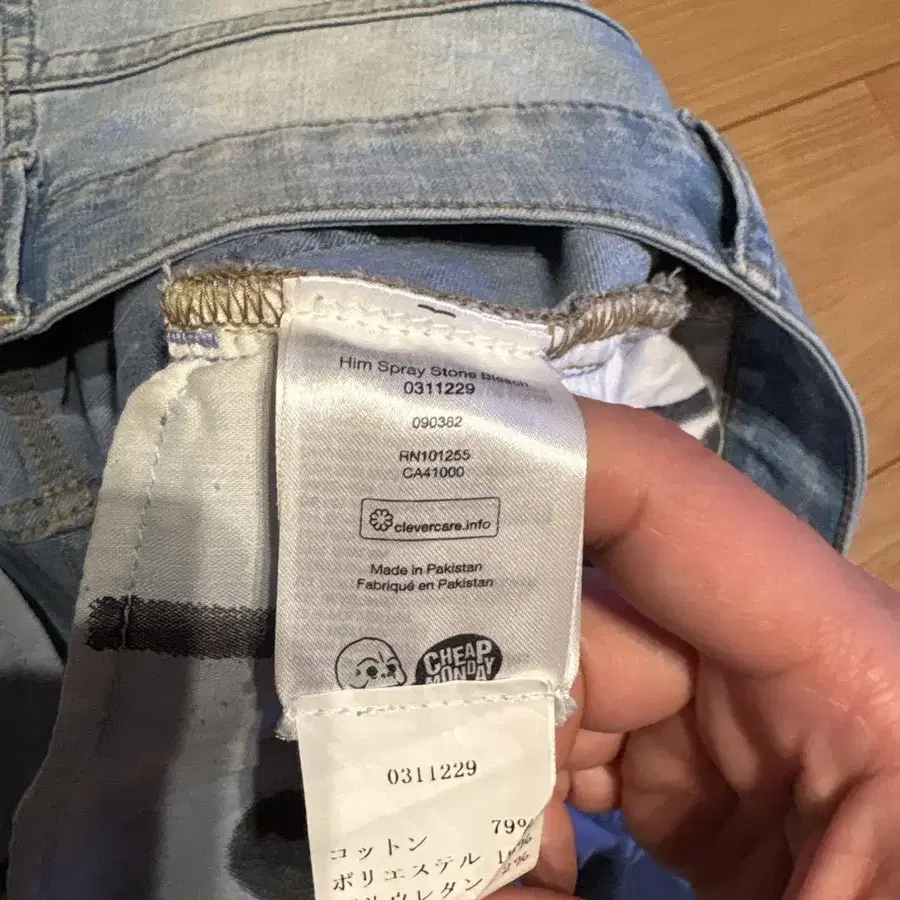 Him Spray Stone Bleach
0311229
090382
RN101255
CA41000
clevercare.info
Made in Pakistan
Fabriqué en Pakistan
CHEAP
MONDAY
0311229
コットン 79%
ポリエステル